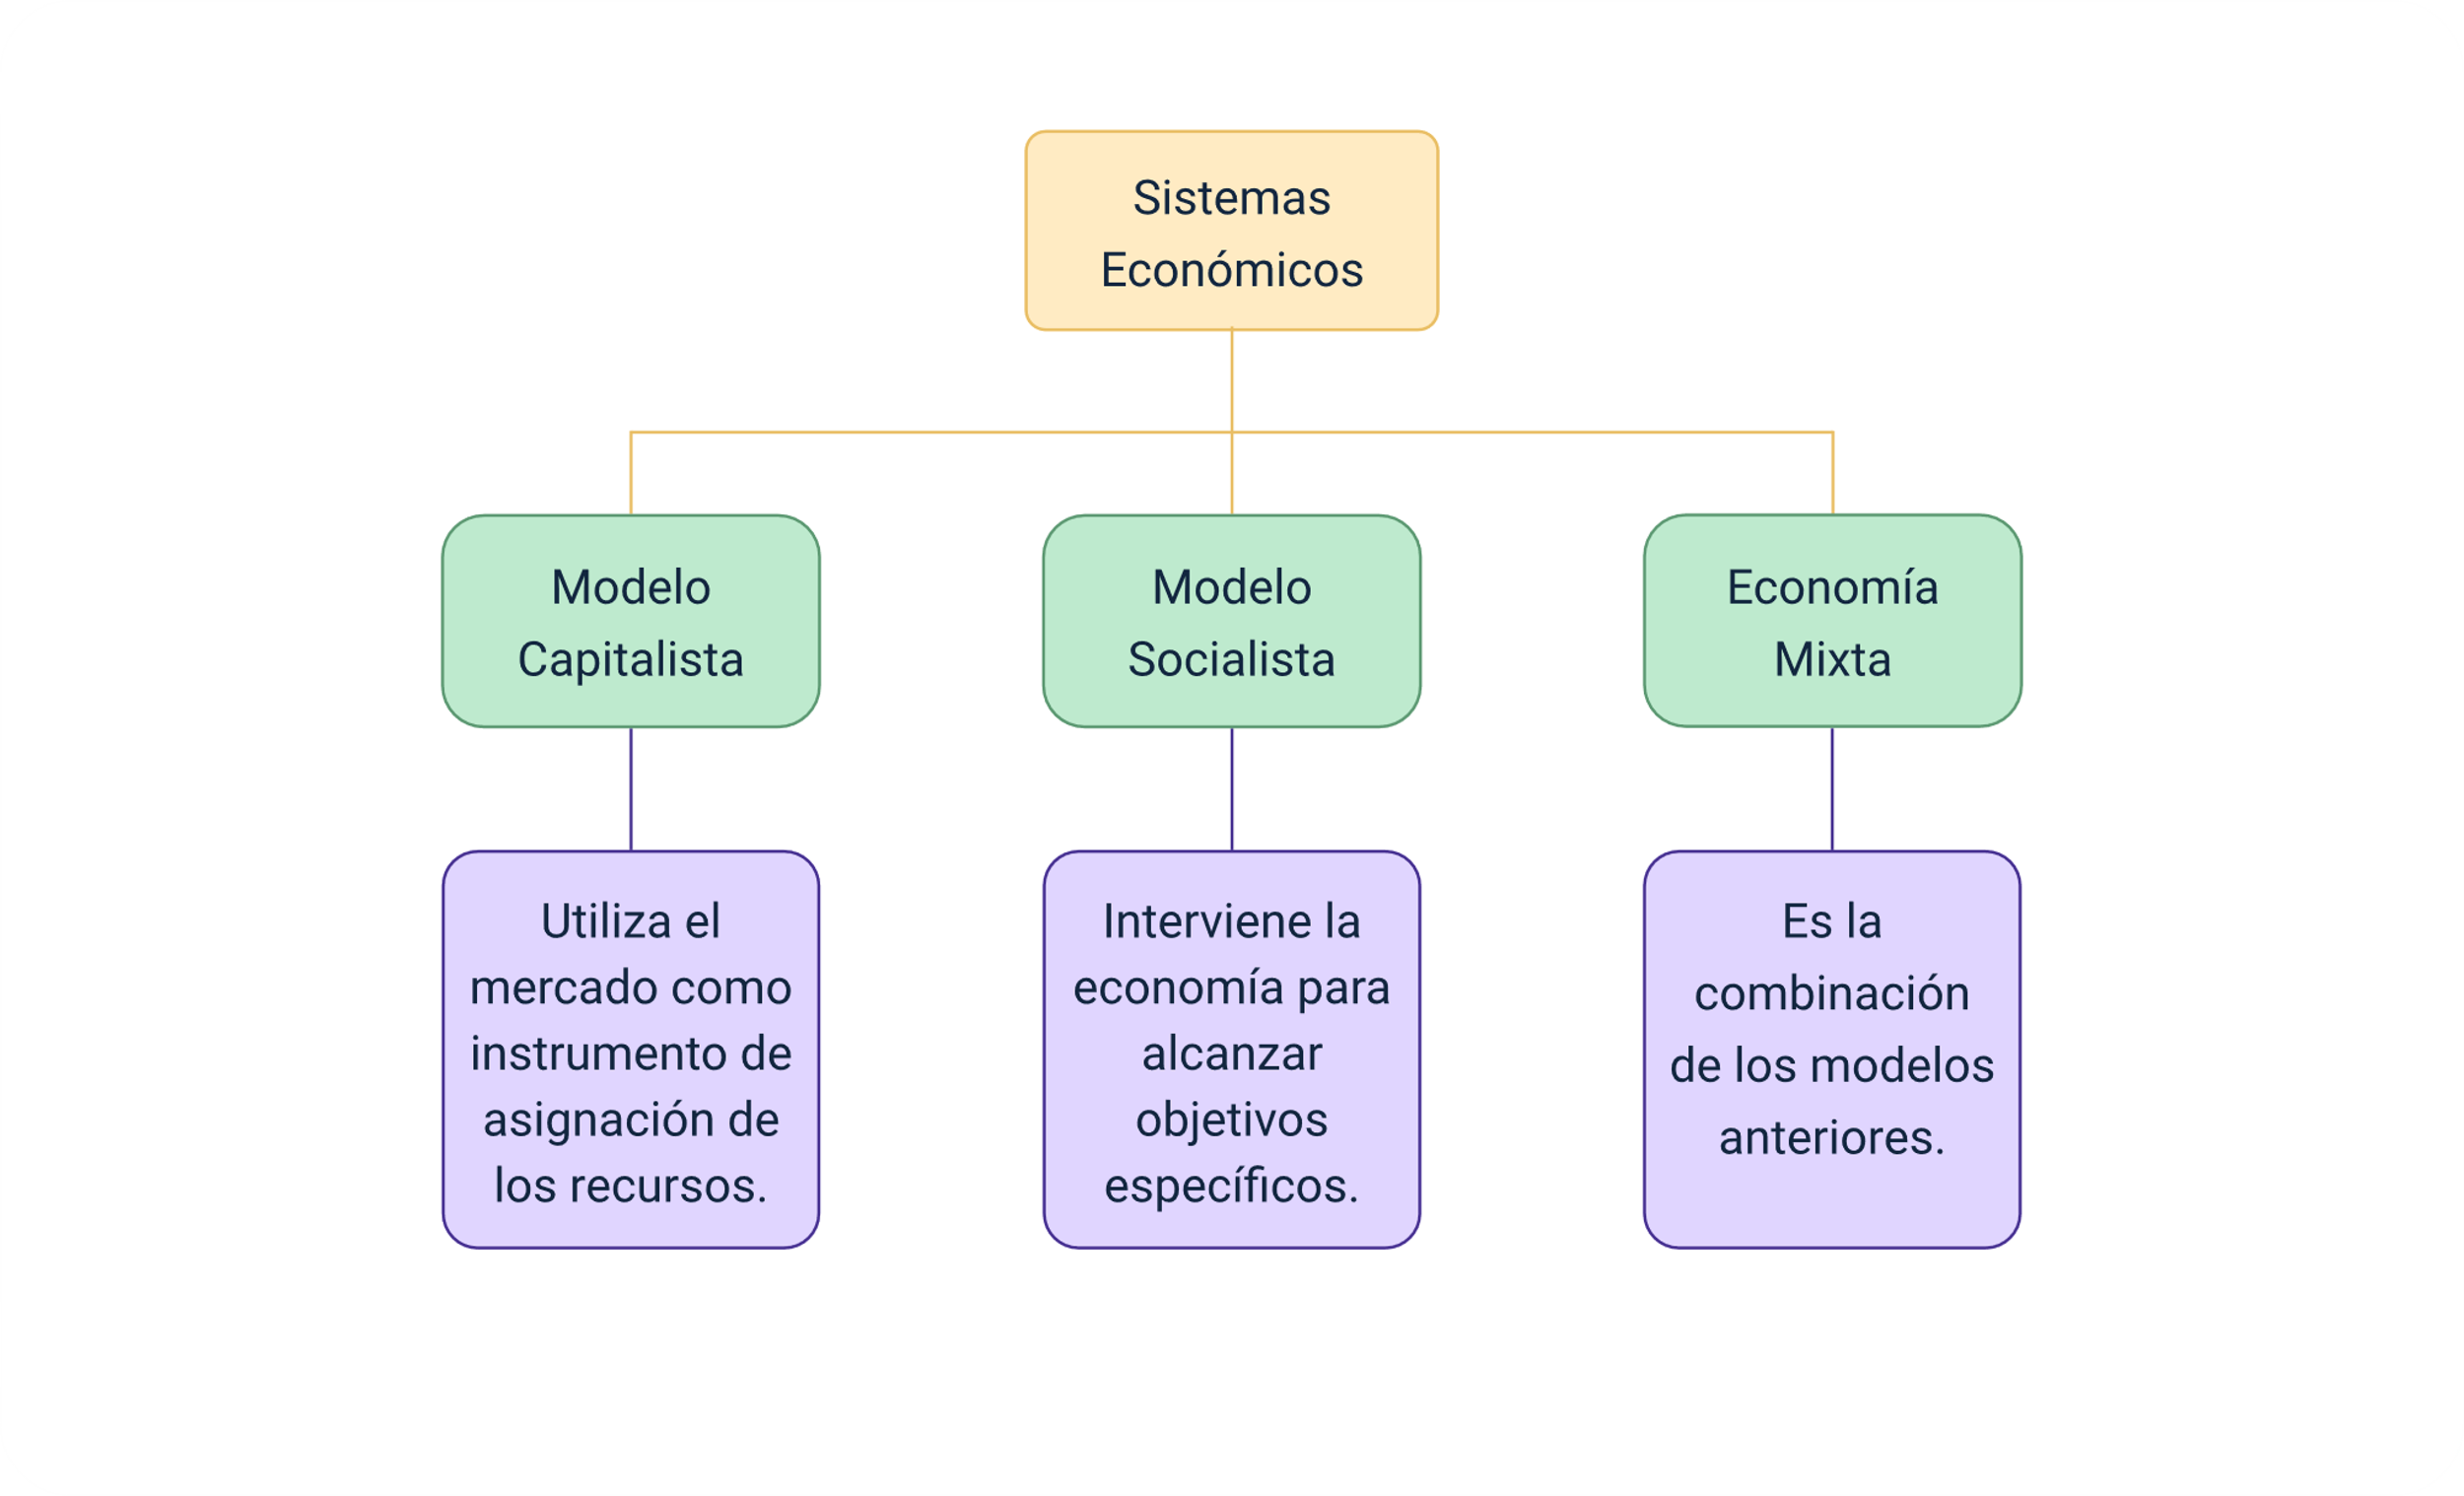 Sistemas
Económicos
Modelo
Capitalista
Modelo
Socialista
Economía
Mixta
Utiliza el
mercado como
instrumento de
asignación de
los recursos.
Interviene la
economía para
alcanzar
objetivos
específicos.
Es la
combinación
de los modelos
anteriores.